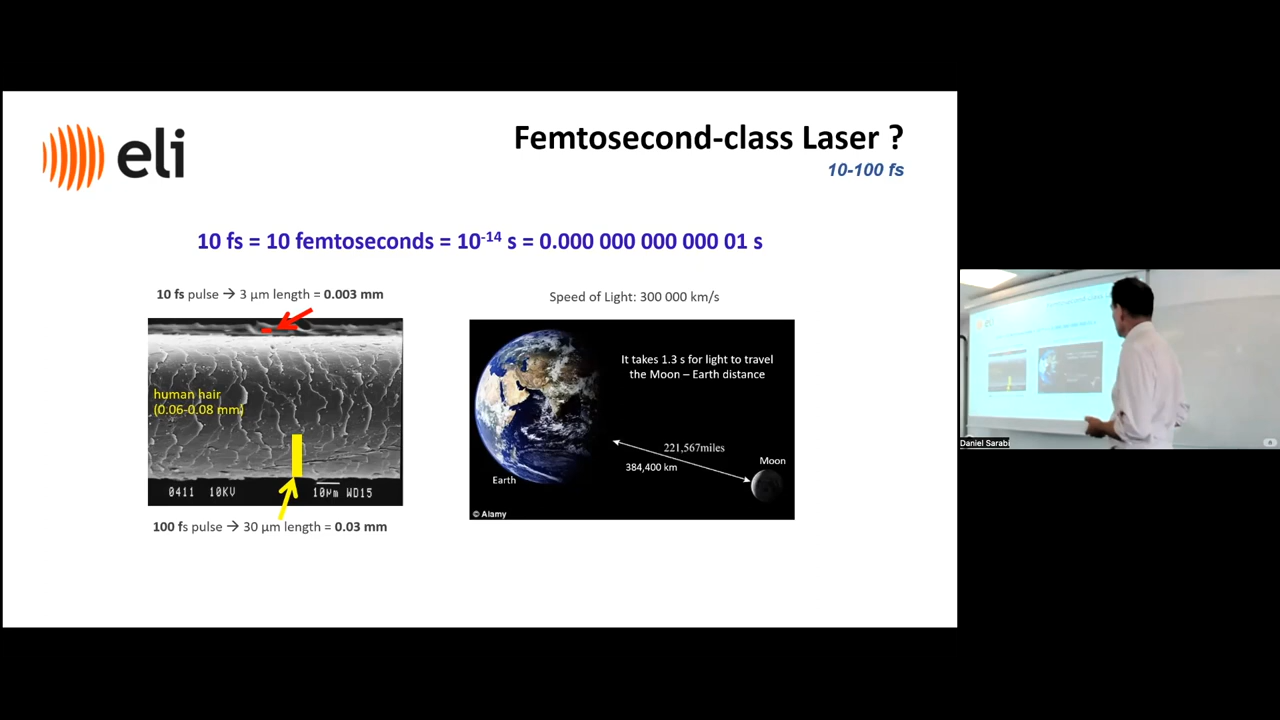 eli
Femtosecond-class Laser ?
10-100 fs
10 fs = 10 femtoseconds = 10⁻¹⁴ s = 0.000 000 000 000 01 s
10 fs pulse → 3 µm length = 0.003 mm
human hair
(0.06-0.08 mm)
0411 10KV 10µm WD15
100 fs pulse → 30 µm length = 0.03 mm
Speed of Light: 300 000 km/s
It takes 1.3 s for light to travel
the Moon – Earth distance
221,567miles
384,400 km
Moon
Earth
© Alamy
Daniel Sarabi